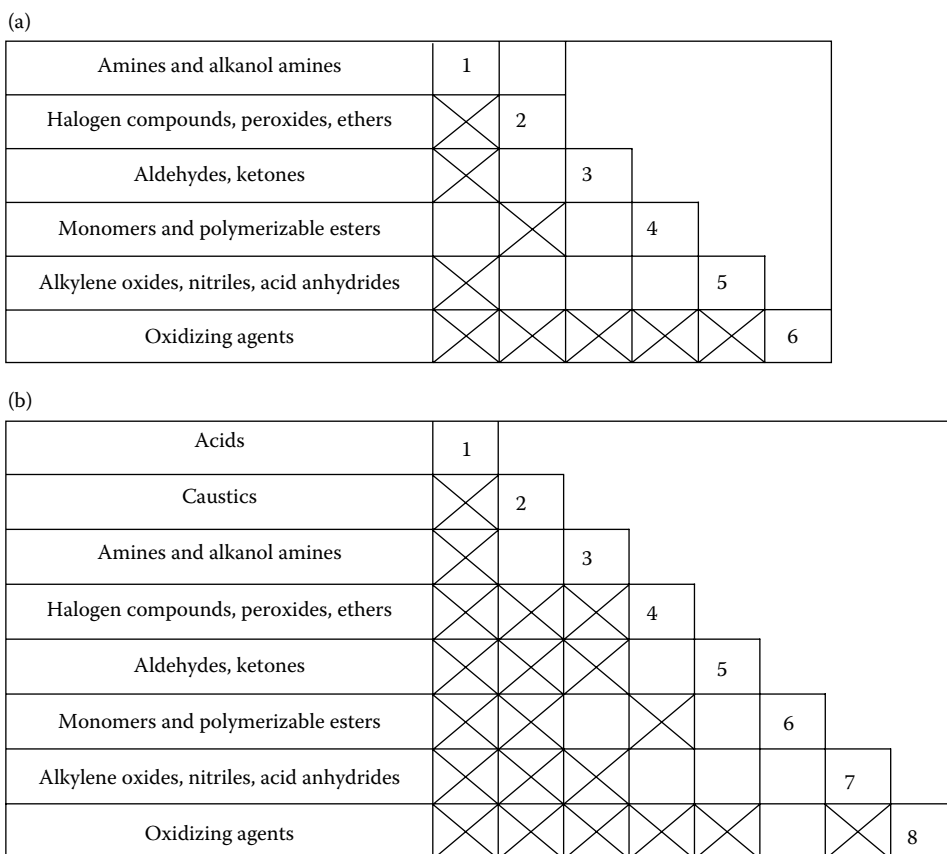 (a)
Amines and alkanol amines 1
Halogen compounds, peroxides, ethers 2
Aldehydes, ketones 3
Monomers and polymerizable esters 4
Alkylene oxides, nitriles, acid anhydrides 5
Oxidizing agents 6
(b)
Acids 1
Caustics 2
Amines and alkanol amines 3
Halogen compounds, peroxides, ethers 4
Aldehydes, ketones 5
Monomers and polymerizable esters 6
Alkylene oxides, nitriles, acid anhydrides 7
Oxidizing agents 8